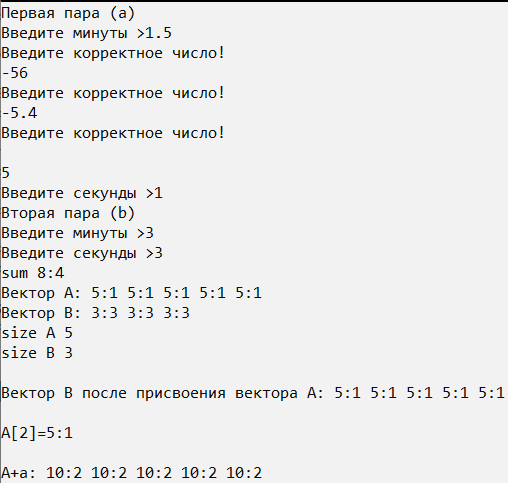 Первая пара (a)
Введите минуты >1.5
Введите корректное число!
-56
Введите корректное число!
-5.4
Введите корректное число!
5
Введите секунды >1
Вторая пара (b)
Введите минуты >3
Введите секунды >3
sum 8:4
Вектор A: 5:1 5:1 5:1 5:1 5:1
Вектор B: 3:3 3:3 3:3
size A 5
size B 3
Вектор B после присвоения вектора A: 5:1 5:1 5:1 5:1 5:1
A[2]=5:1
A+a: 10:2 10:2 10:2 10:2 10:2